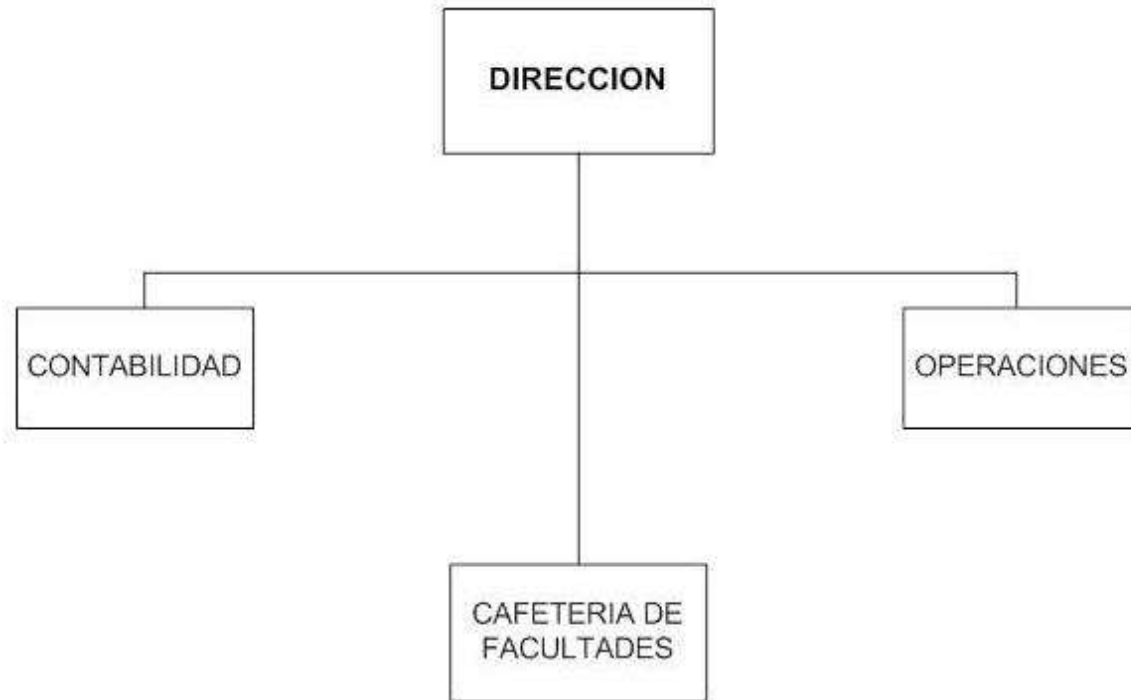 DIRECCION
CONTABILIDAD
OPERACIONES
CAFETERIA DE
FACULTADES